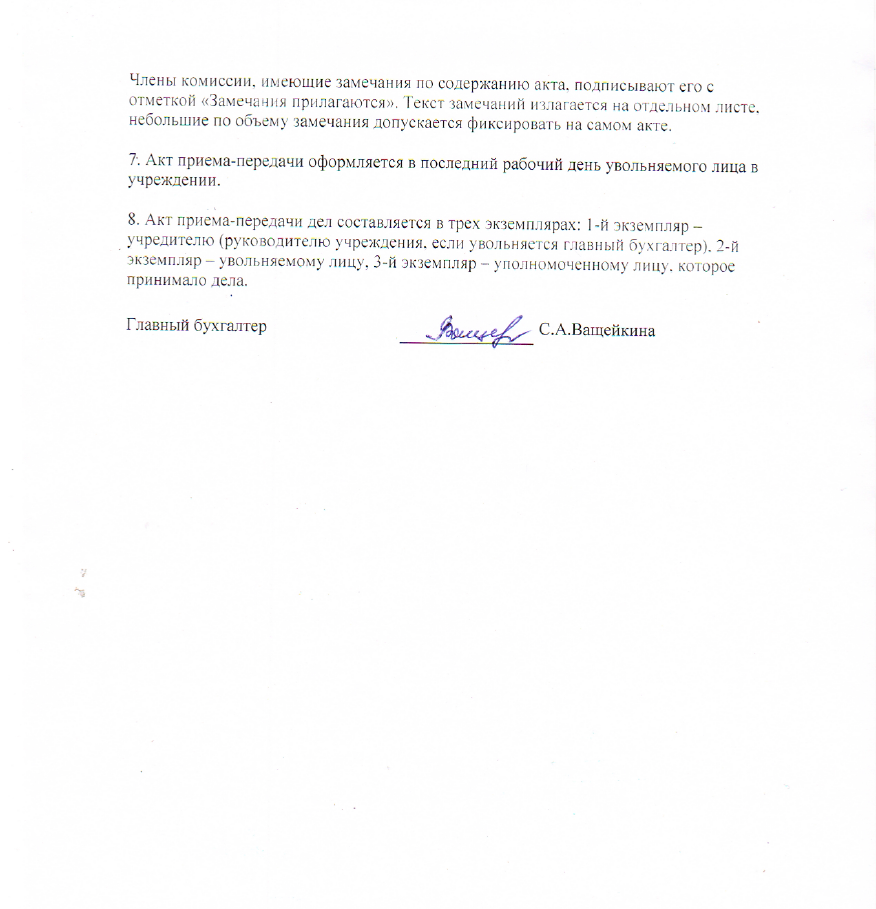 Члены комиссии, имеющие замечания по содержанию акта, подписывают его с
отметкой «Замечания прилагаются». Текст замечаний излагается на отдельном листе,
небольшие по объему замечания допускается фиксировать на самом акте.
7. Акт приема-передачи оформляется в последний рабочий день увольняемого лица в
учреждении.
8. Акт приема-передачи дел составляется в трех экземплярах: 1-й экземпляр –
учредителю (руководителю учреждения, если увольняется главный бухгалтер), 2-й
экземпляр – увольняемому лицу, 3-й экземпляр – уполномоченному лицу, которое
принимало дела.
Главный бухгалтер С.А.Ващейкина